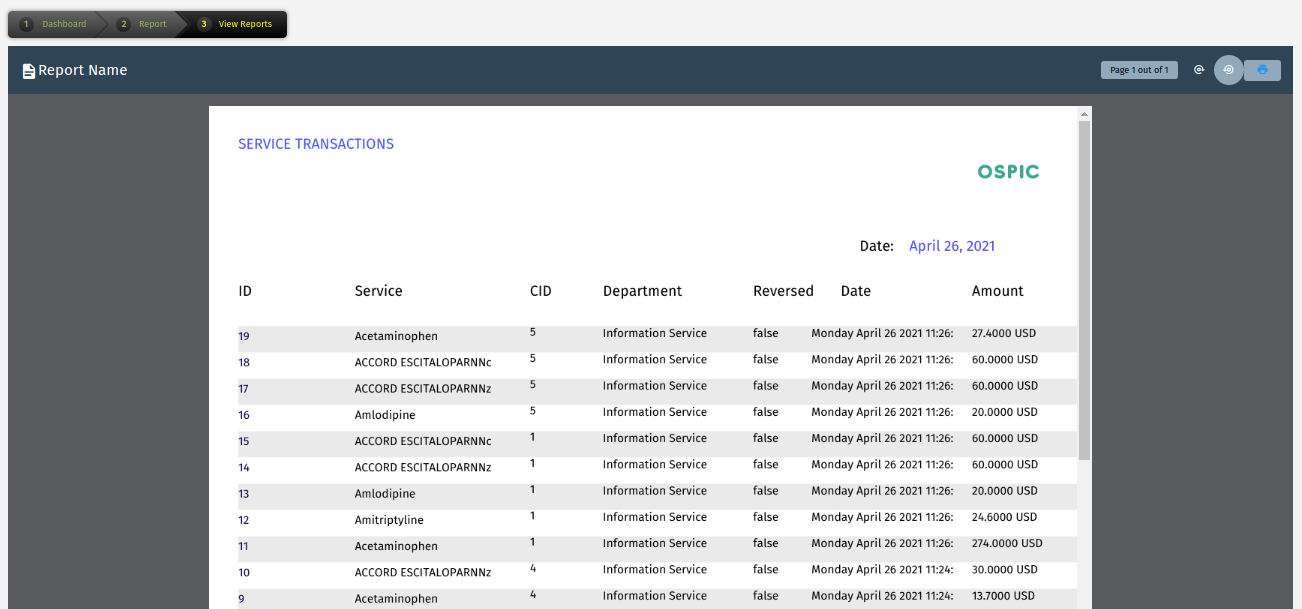 1 Dashboard 2 Report 3 View Reports
Report Name Page 1 out of 1
SERVICE TRANSACTIONS
OSPIC
Date: April 26, 2021
ID Service CID Department Reversed Date Amount
19 Acetaminophen 5 Information Service false Monday April 26 2021 11:26: 27.4000 USD
18 ACCORD ESCITALOPARNNc 5 Information Service false Monday April 26 2021 11:26: 60.0000 USD
17 ACCORD ESCITALOPARNNz 5 Information Service false Monday April 26 2021 11:26: 60.0000 USD
16 Amlodipine 5 Information Service false Monday April 26 2021 11:26: 20.0000 USD
15 ACCORD ESCITALOPARNNc 1 Information Service false Monday April 26 2021 11:26: 60.0000 USD
14 ACCORD ESCITALOPARNNz 1 Information Service false Monday April 26 2021 11:26: 60.0000 USD
13 Amlodipine 1 Information Service false Monday April 26 2021 11:26: 20.0000 USD
12 Amitriptyline 1 Information Service false Monday April 26 2021 11:26: 24.6000 USD
11 Acetaminophen 1 Information Service false Monday April 26 2021 11:26: 274.0000 USD
10 ACCORD ESCITALOPARNNz 4 Information Service false Monday April 26 2021 11:24: 30.0000 USD
9 Acetaminophen 4 Information Service false Monday April 26 2021 11:24: 13.7000 USD